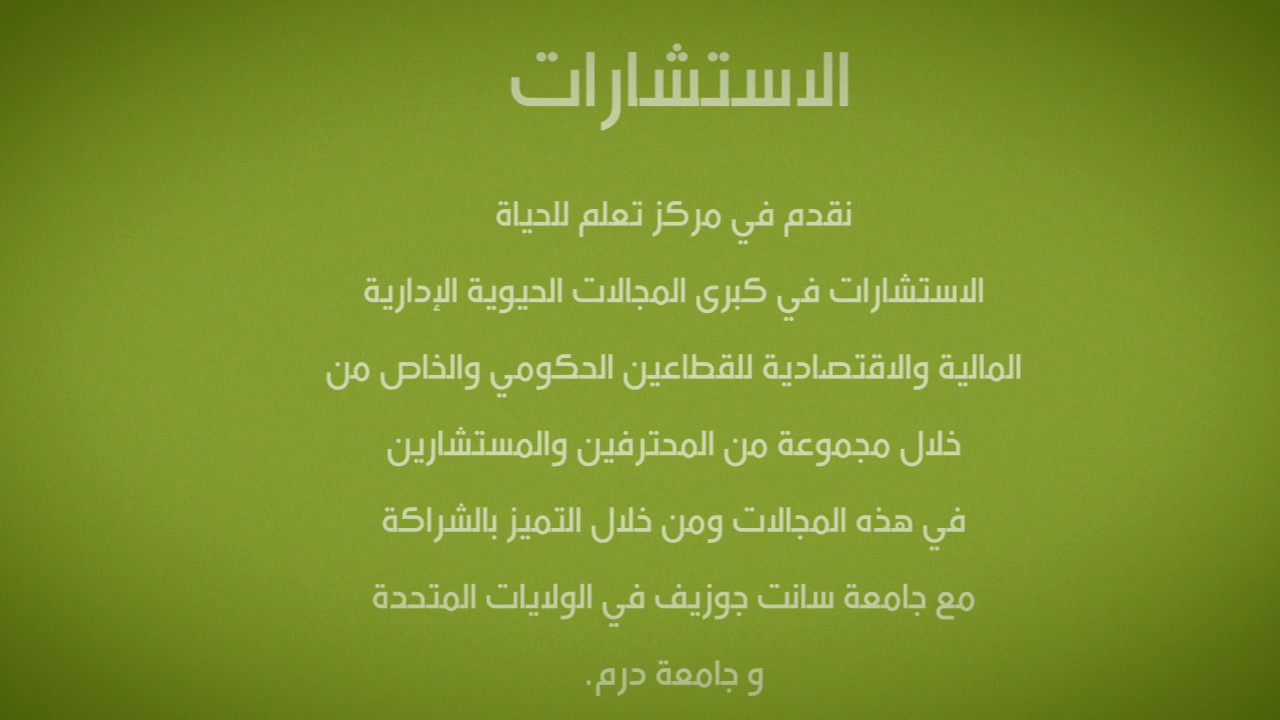 الاستشارات
نقدم في مركز تعلم للحياة
الاستشارات في كبرى المجالات الحيوية الإدارية
المالية والاقتصادية للقطاعين الحكومي والخاص من
خلال مجموعة من المحترفين والمستشارين
في هذه المجالات ومن خلال التميز بالشراكة
مع جامعة سانت جوزيف في الولايات المتحدة
و جامعة درم.